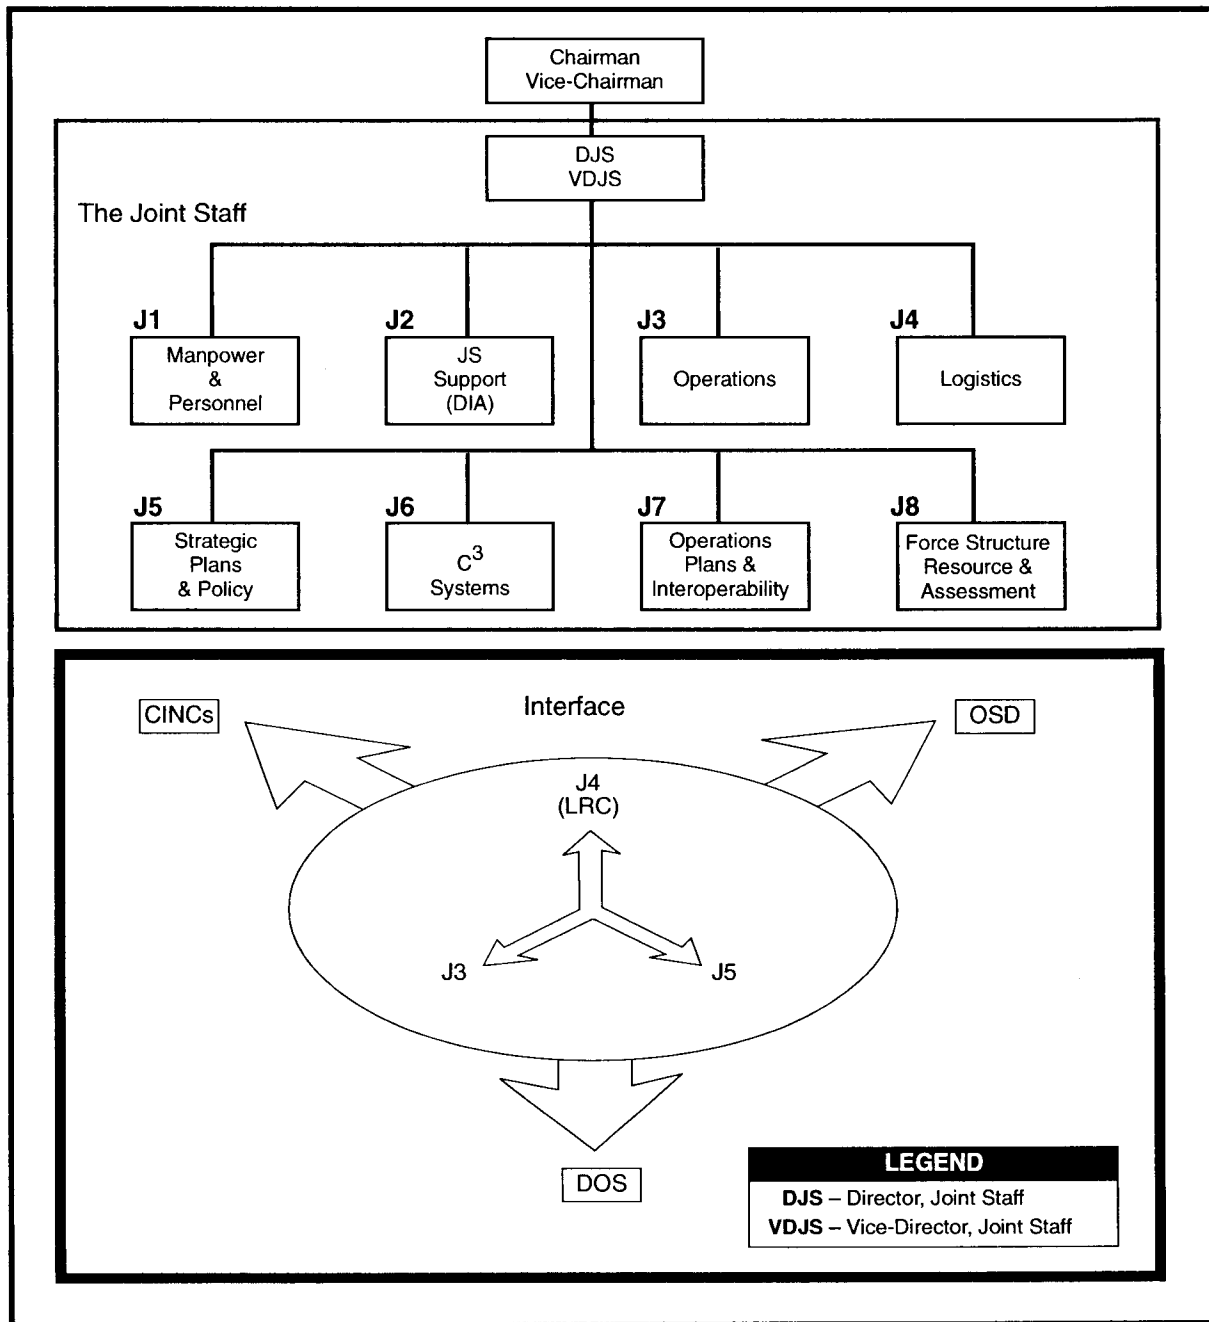 Chairman
Vice-Chairman
DJS
VDJS
The Joint Staff
J1
Manpower
&
Personnel
J2
JS
Support
(DIA)
J3
Operations
J4
Logistics
J5
Strategic
Plans
& Policy
J6
C³
Systems
J7
Operations
Plans &
Interoperability
J8
Force Structure
Resource &
Assessment
Interface
CINCs
OSD
J4
(LRC)
J3
J5
DOS
LEGEND
DJS – Director, Joint Staff
VDJS – Vice-Director, Joint Staff